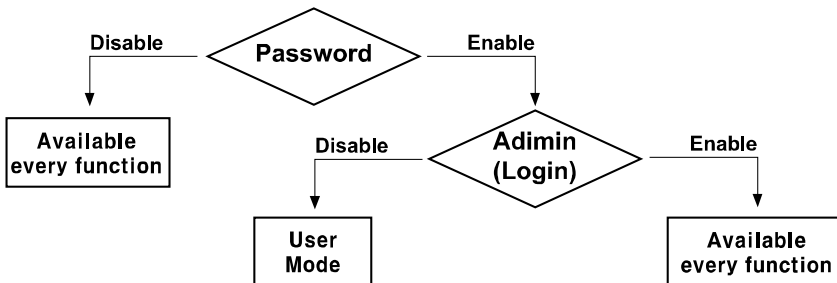 Disable
Password
Enable
Available
every function
Disable
Adimin
(Login)
Enable
User
Mode
Available
every function